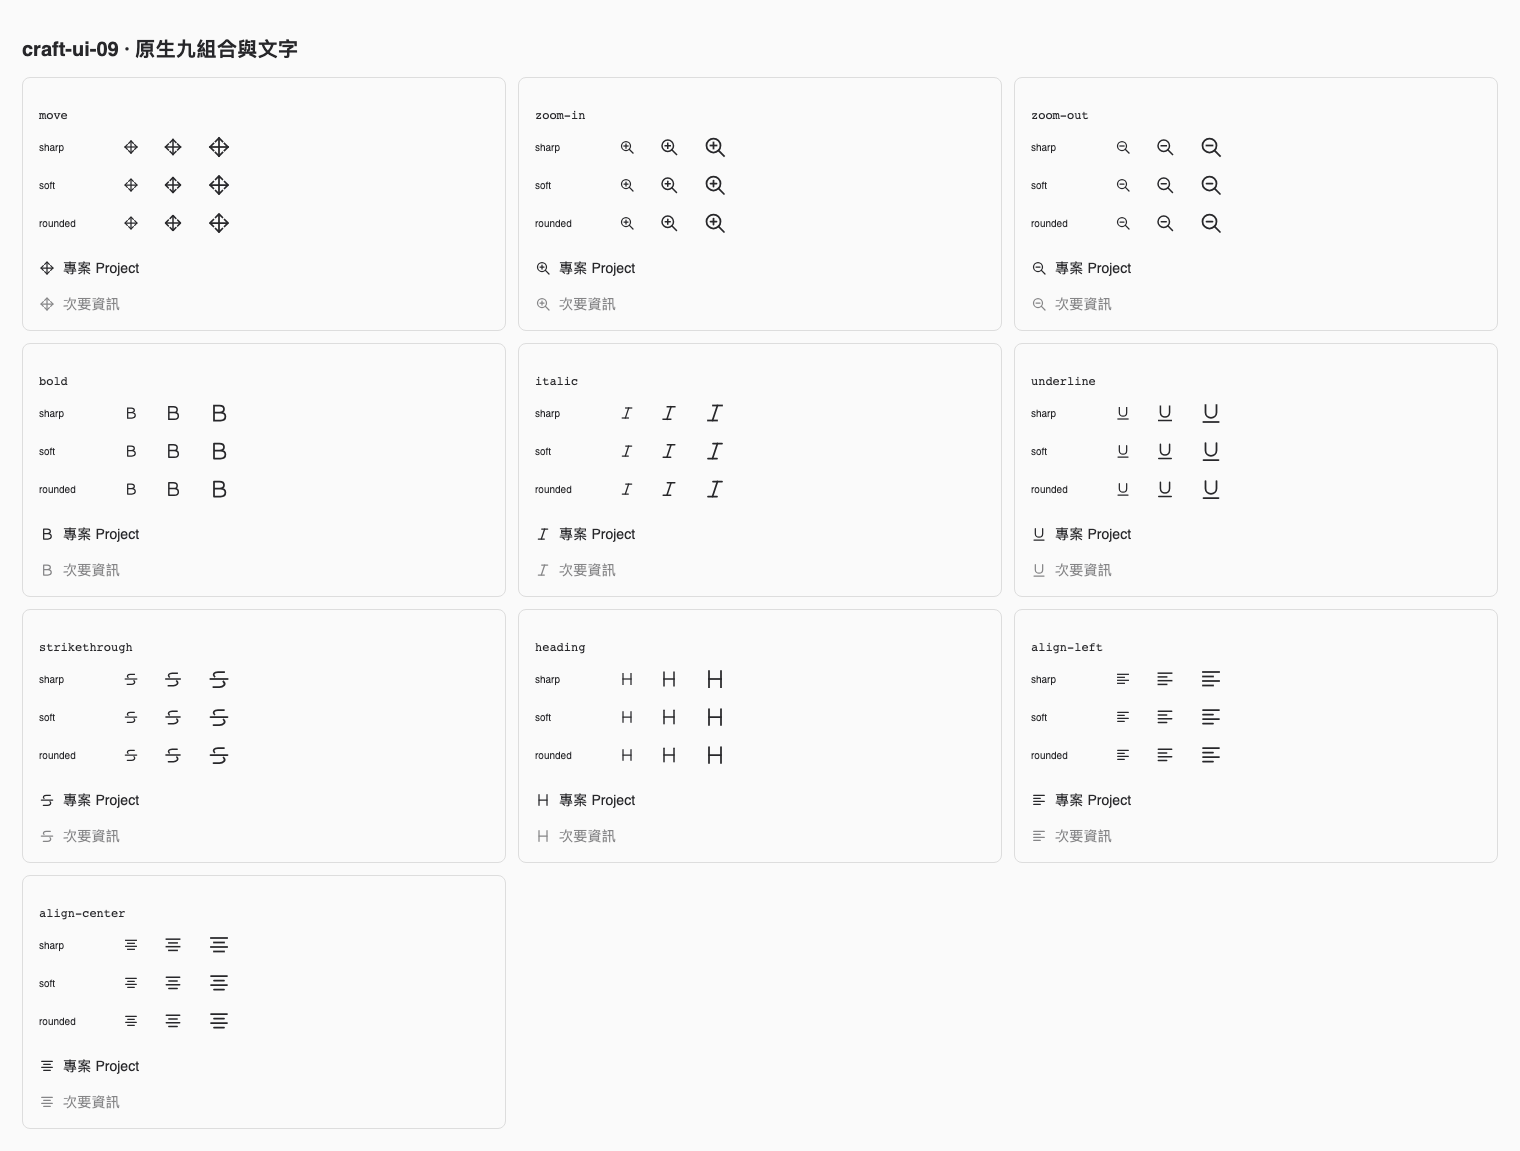 craft-ui-09 · 原生九組合與文字
move
sharp
soft
rounded
專案 Project
次要資訊
zoom-in
sharp
soft
rounded
專案 Project
次要資訊
zoom-out
sharp
soft
rounded
專案 Project
次要資訊
bold
sharp
soft
rounded
專案 Project
次要資訊
italic
sharp
soft
rounded
專案 Project
次要資訊
underline
sharp
soft
rounded
專案 Project
次要資訊
strikethrough
sharp
soft
rounded
專案 Project
次要資訊
heading
sharp
soft
rounded
專案 Project
次要資訊
align-left
sharp
soft
rounded
專案 Project
次要資訊
align-center
sharp
soft
rounded
專案 Project
次要資訊